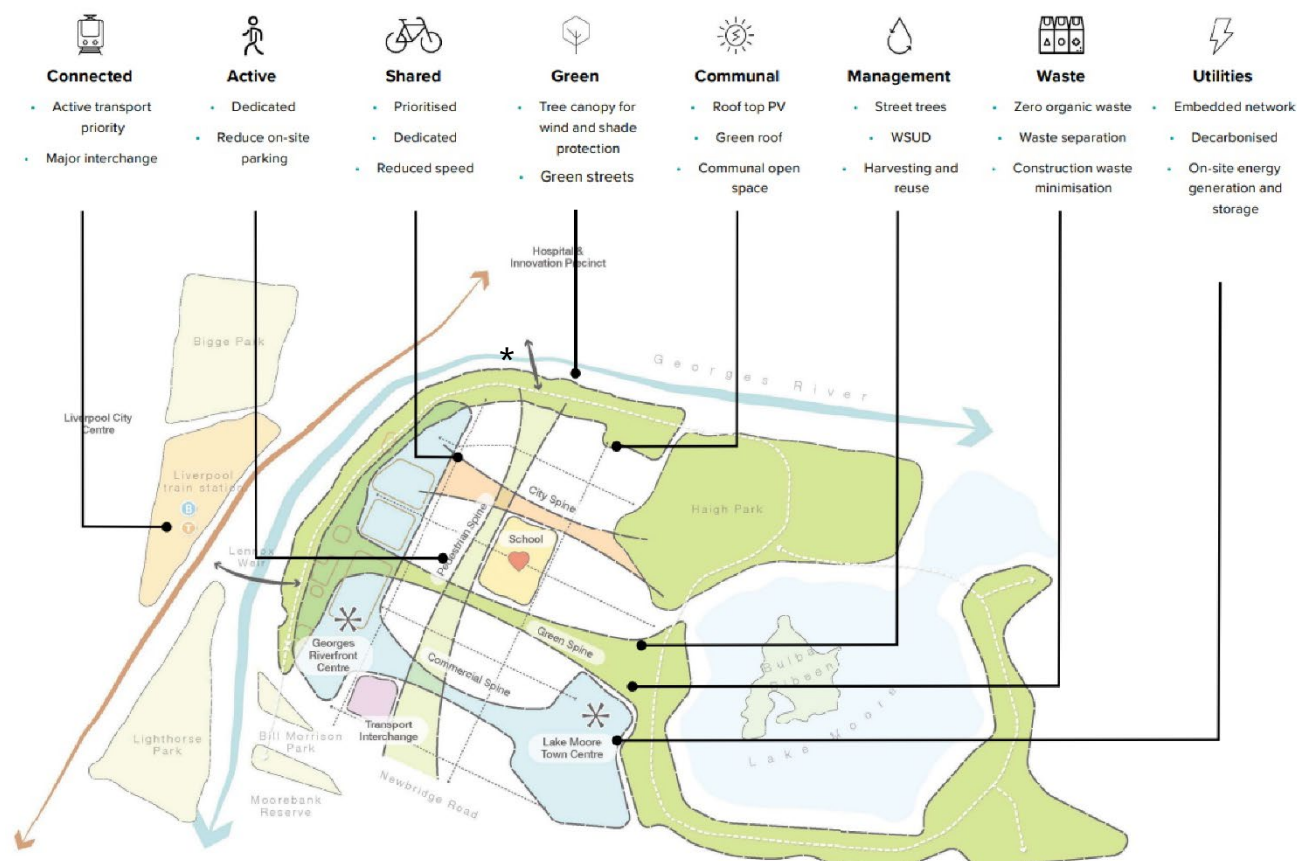 Connected
Active transport
priority
Major interchange
Active
Dedicated
Reduce on-site
parking
Shared
Prioritised
Dedicated
Reduced speed
Green
Tree canopy for
wind and shade
protection
Green streets
Communal
Roof top PV
Green roof
Communal open
space
Management
Street trees
WSUD
Harvesting and
reuse
Waste
Zero organic waste
Waste separation
Construction waste
minimisation
Utilities
Embedded network
Decarbonised
On-site energy
generation and
storage
Hospital &
Innovation Precinct
Bigge Park
*
Georges River
Liverpool City
Centre
Liverpool
train station
B
T
City Spine
Haigh Park
Pedestrian Spine
School
Lennox
Weir
Georges
Riverfront
Centre
Green Spine
Commercial Spine
Bulba
Gibean
Lake Moore
Transport
Interchange
Lake Moore
Town Centre
Lighthorse
Park
Bill Morrison
Park
Newbridge Road
Moorebank
Reserve